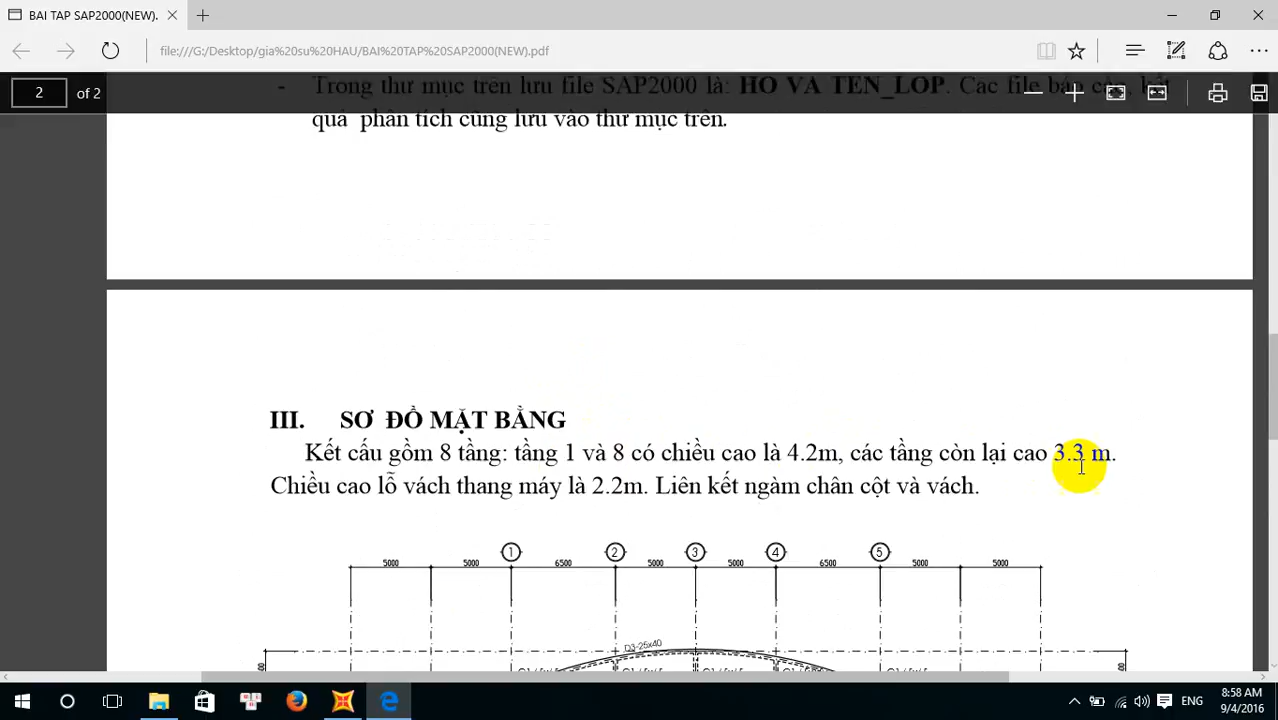 BAI TAP SAP2000(NEW).
file:///G:/Desktop/gia%20su%20HAU/BAI%20TAP%20SAP2000(NEW).pdf
2 of 2
- Trong thư mục trên lưu file SAP2000 là: HO VA TEN_LOP. Các file báo cáo, kết
quả phân tích cũng lưu vào thư mục trên.
III. SƠ ĐỒ MẶT BẰNG
Kết cấu gồm 8 tầng: tầng 1 và 8 có chiều cao là 4.2m, các tầng còn lại cao 3.3 m.
Chiều cao lỗ vách thang máy là 2.2m. Liên kết ngàm chân cột và vách.
1 2 3 4 5
5000 5000 6500 5000 5000 6500 5000 5000
D3-25x40
ENG
8:58 AM
9/4/2016